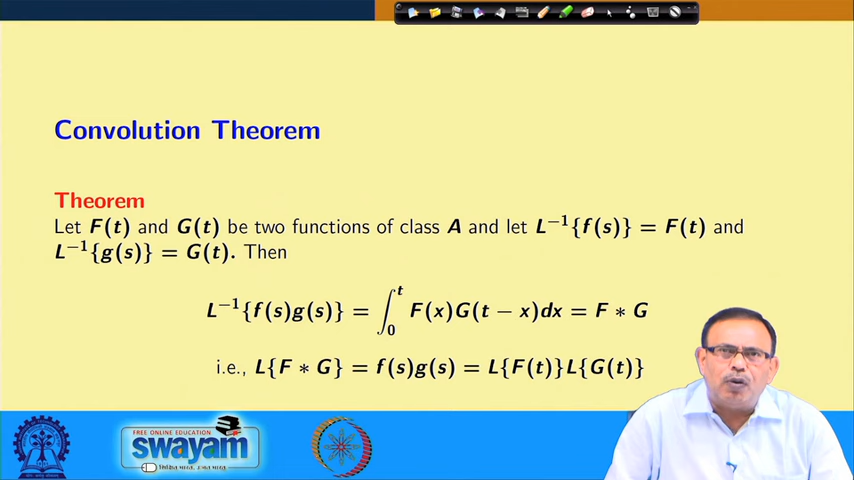 Convolution Theorem
Theorem
Let F(t) and G(t) be two functions of class A and let L⁻¹{f(s)} = F(t) and
L⁻¹{g(s)} = G(t). Then
L⁻¹{f(s)g(s)} = ∫₀ᵗ F(x)G(t − x)dx = F ∗ G
i.e., L{F ∗ G} = f(s)g(s) = L{F(t)}L{G(t)}
FREE ONLINE EDUCATION
swayam